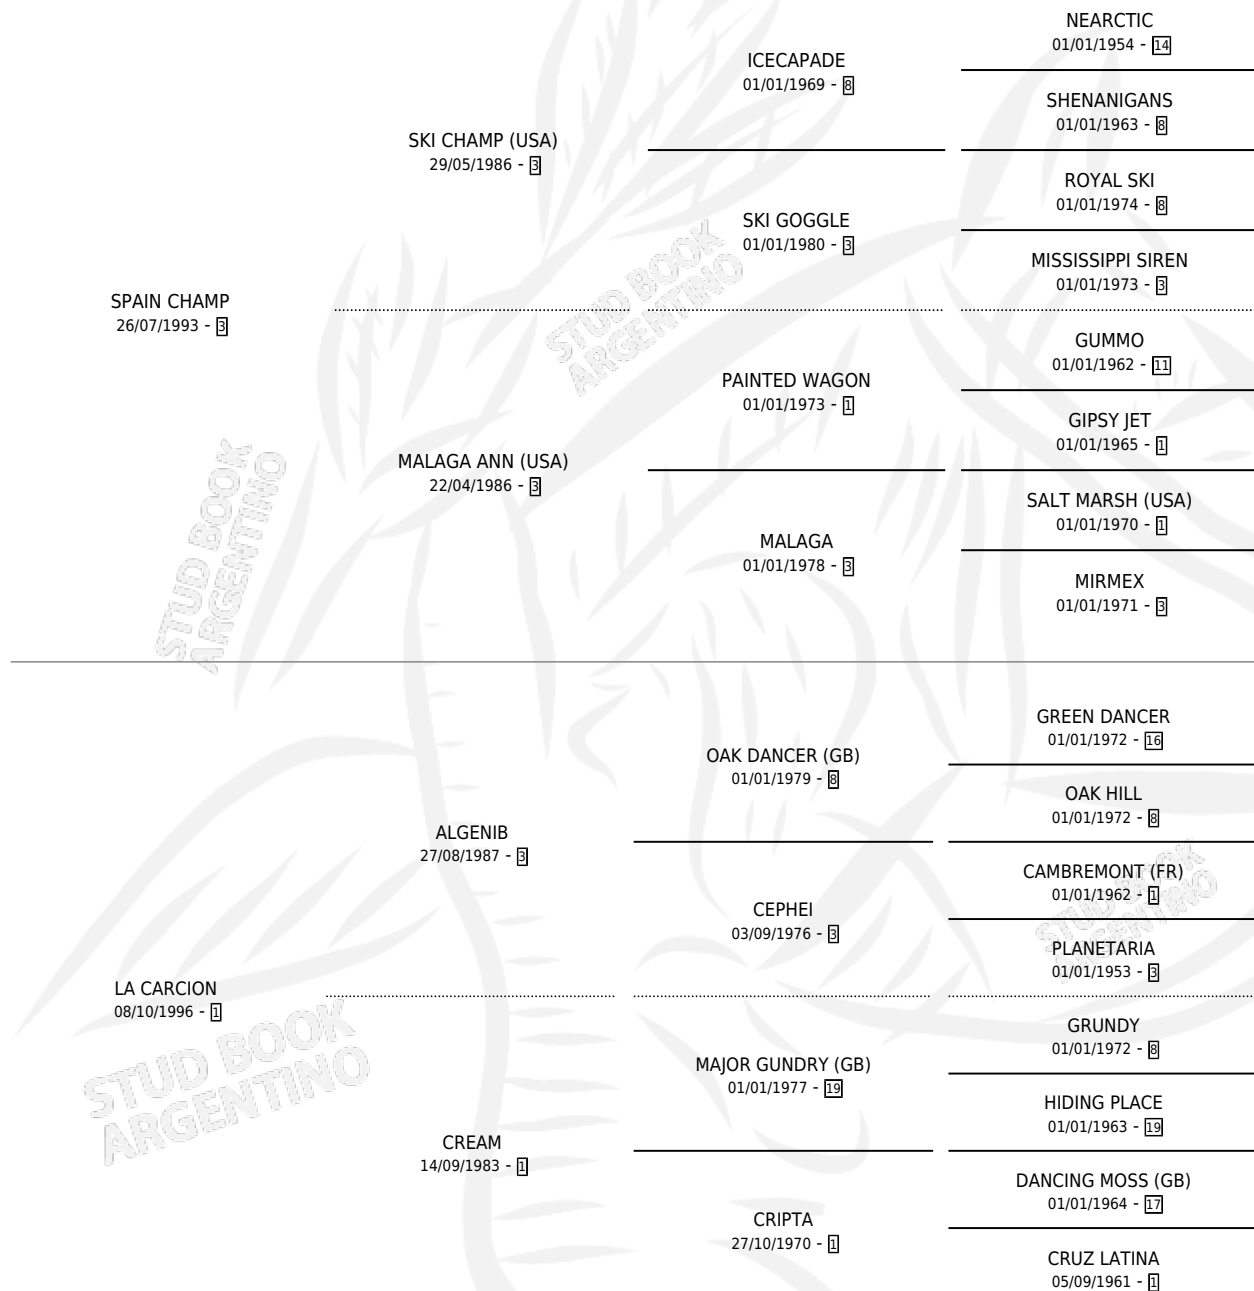 NEARCTIC
01/01/1954 - 14
ICECAPADE
01/01/1969 - 8
SHENANIGANS
01/01/1963 - 8
SKI CHAMP (USA)
29/05/1986 - 3
ROYAL SKI
01/01/1974 - 8
SKI GOGGLE
01/01/1980 - 3
MISSISSIPPI SIREN
01/01/1973 - 3
SPAIN CHAMP
26/07/1993 - 3
GUMMO
01/01/1962 - 11
PAINTED WAGON
01/01/1973 - 1
GIPSY JET
01/01/1965 - 1
MALAGA ANN (USA)
22/04/1986 - 3
SALT MARSH (USA)
01/01/1970 - 1
MALAGA
01/01/1978 - 3
MIRMEX
01/01/1971 - 3
GREEN DANCER
01/01/1972 - 16
OAK DANCER (GB)
01/01/1979 - 8
OAK HILL
01/01/1972 - 8
ALGENIB
27/08/1987 - 3
CAMBREMONT (FR)
01/01/1962 - 1
CEPHEI
03/09/1976 - 3
PLANETARIA
01/01/1953 - 3
LA CARCION
08/10/1996 - 1
GRUNDY
01/01/1972 - 8
MAJOR GUNDRY (GB)
01/01/1977 - 19
HIDING PLACE
01/01/1963 - 19
CREAM
14/09/1983 - 1
DANCING MOSS (GB)
01/01/1964 - 17
CRIPTA
27/10/1970 - 1
CRUZ LATINA
05/09/1961 - 1
STUD BOOK
ARGENTINO
STUD BOOK
ARGENTINO
STUD BOOK
ARGENTINO
STUD BOOK
ARGENTINO